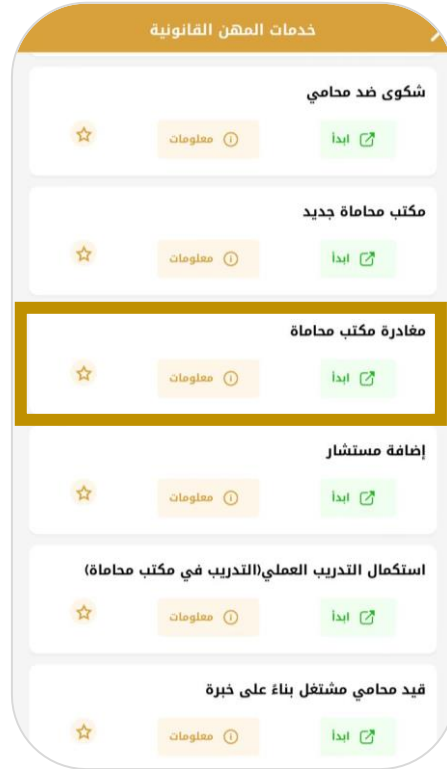 خدمات المهن القانونية
شكوى ضد محامي
ابدأ
معلومات
مكتب محاماة جديد
ابدأ
معلومات
مغادرة مكتب محاماة
ابدأ
معلومات
إضافة مستشار
ابدأ
معلومات
استكمال التدريب العملي(التدريب في مكتب محاماة)
ابدأ
معلومات
قيد محامي مشتغل بناءً على خبرة
ابدأ
معلومات